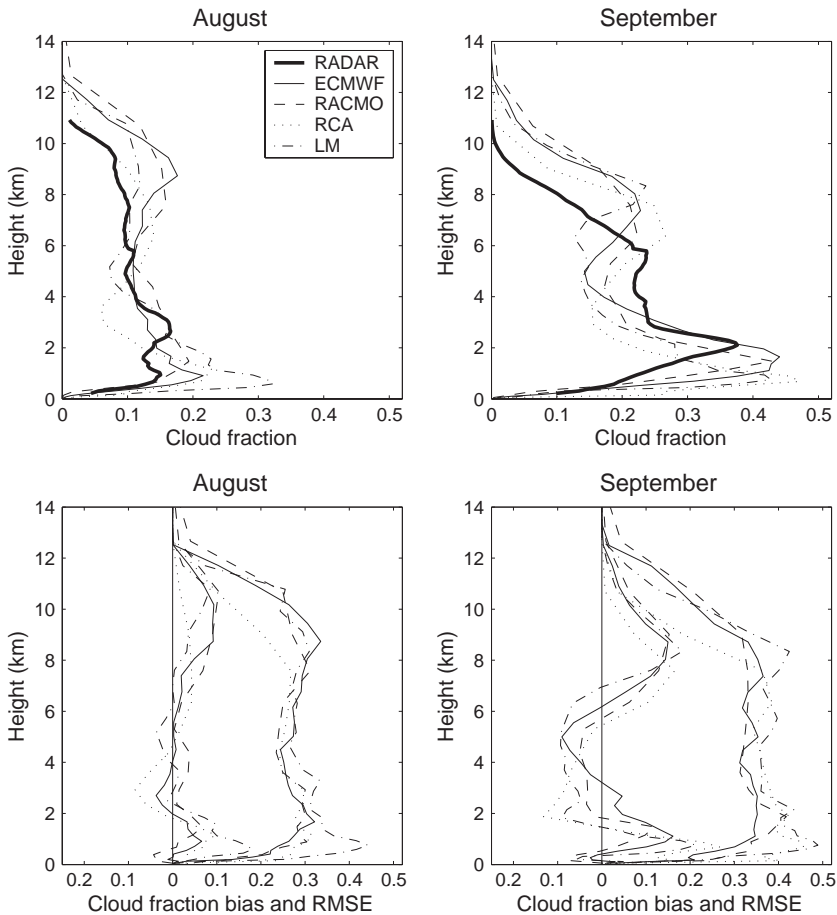 August
September
14
12
10
8
6
4
2
0
Height (km)
RADAR
ECMWF
RACMO
RCA
LM
0 0.1 0.2 0.3 0.4 0.5
Cloud fraction
14
12
10
8
6
4
2
0
Height (km)
0 0.1 0.2 0.3 0.4 0.5
Cloud fraction
August
September
14
12
10
8
6
4
2
0
Height (km)
0.2 0.1 0 0.1 0.2 0.3 0.4 0.5
Cloud fraction bias and RMSE
14
12
10
8
6
4
2
0
Height (km)
0.2 0.1 0 0.1 0.2 0.3 0.4 0.5
Cloud fraction bias and RMSE